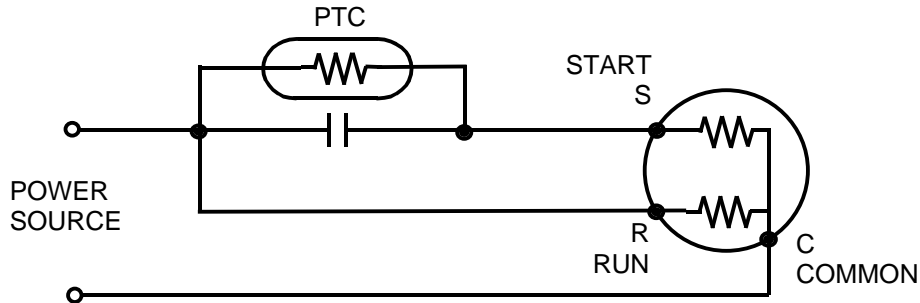 PTC
START
S
POWER
SOURCE
R
RUN
C
COMMON